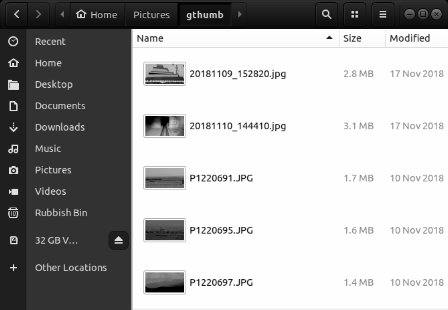 Home Pictures gthumb
Name Size Modified
Recent
Home
Desktop
Documents
Downloads
Music
Pictures
Videos
Rubbish Bin
32 GB V...
Other Locations
20181109_152820.jpg 2.8 MB 17 Nov 2018
20181110_144410.jpg 3.1 MB 17 Nov 2018
P1220691.JPG 1.7 MB 10 Nov 2018
P1220695.JPG 1.6 MB 10 Nov 2018
P1220697.JPG 1.4 MB 10 Nov 2018